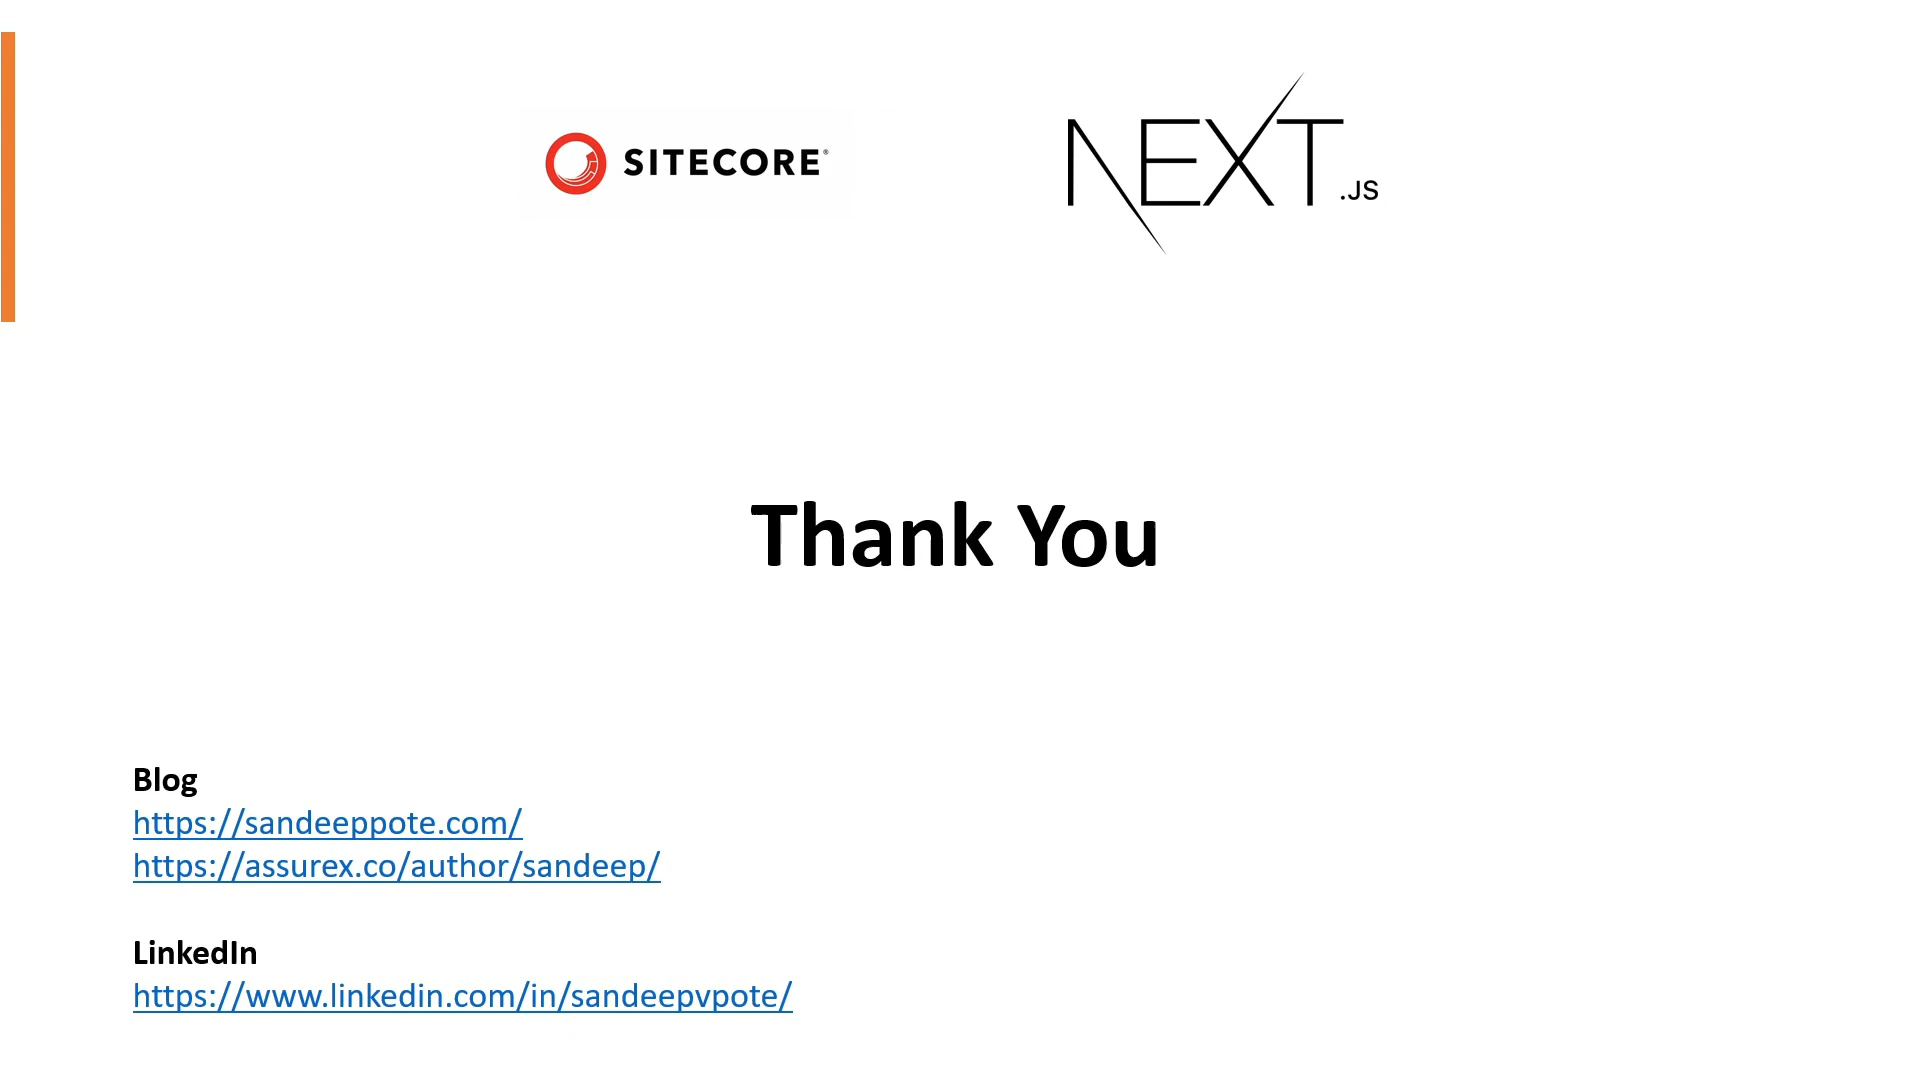 SITECORE®
NEXT.JS
Thank You
Blog
https://sandeeppote.com/
https://assurex.co/author/sandeep/
LinkedIn
https://www.linkedin.com/in/sandeepvpote/